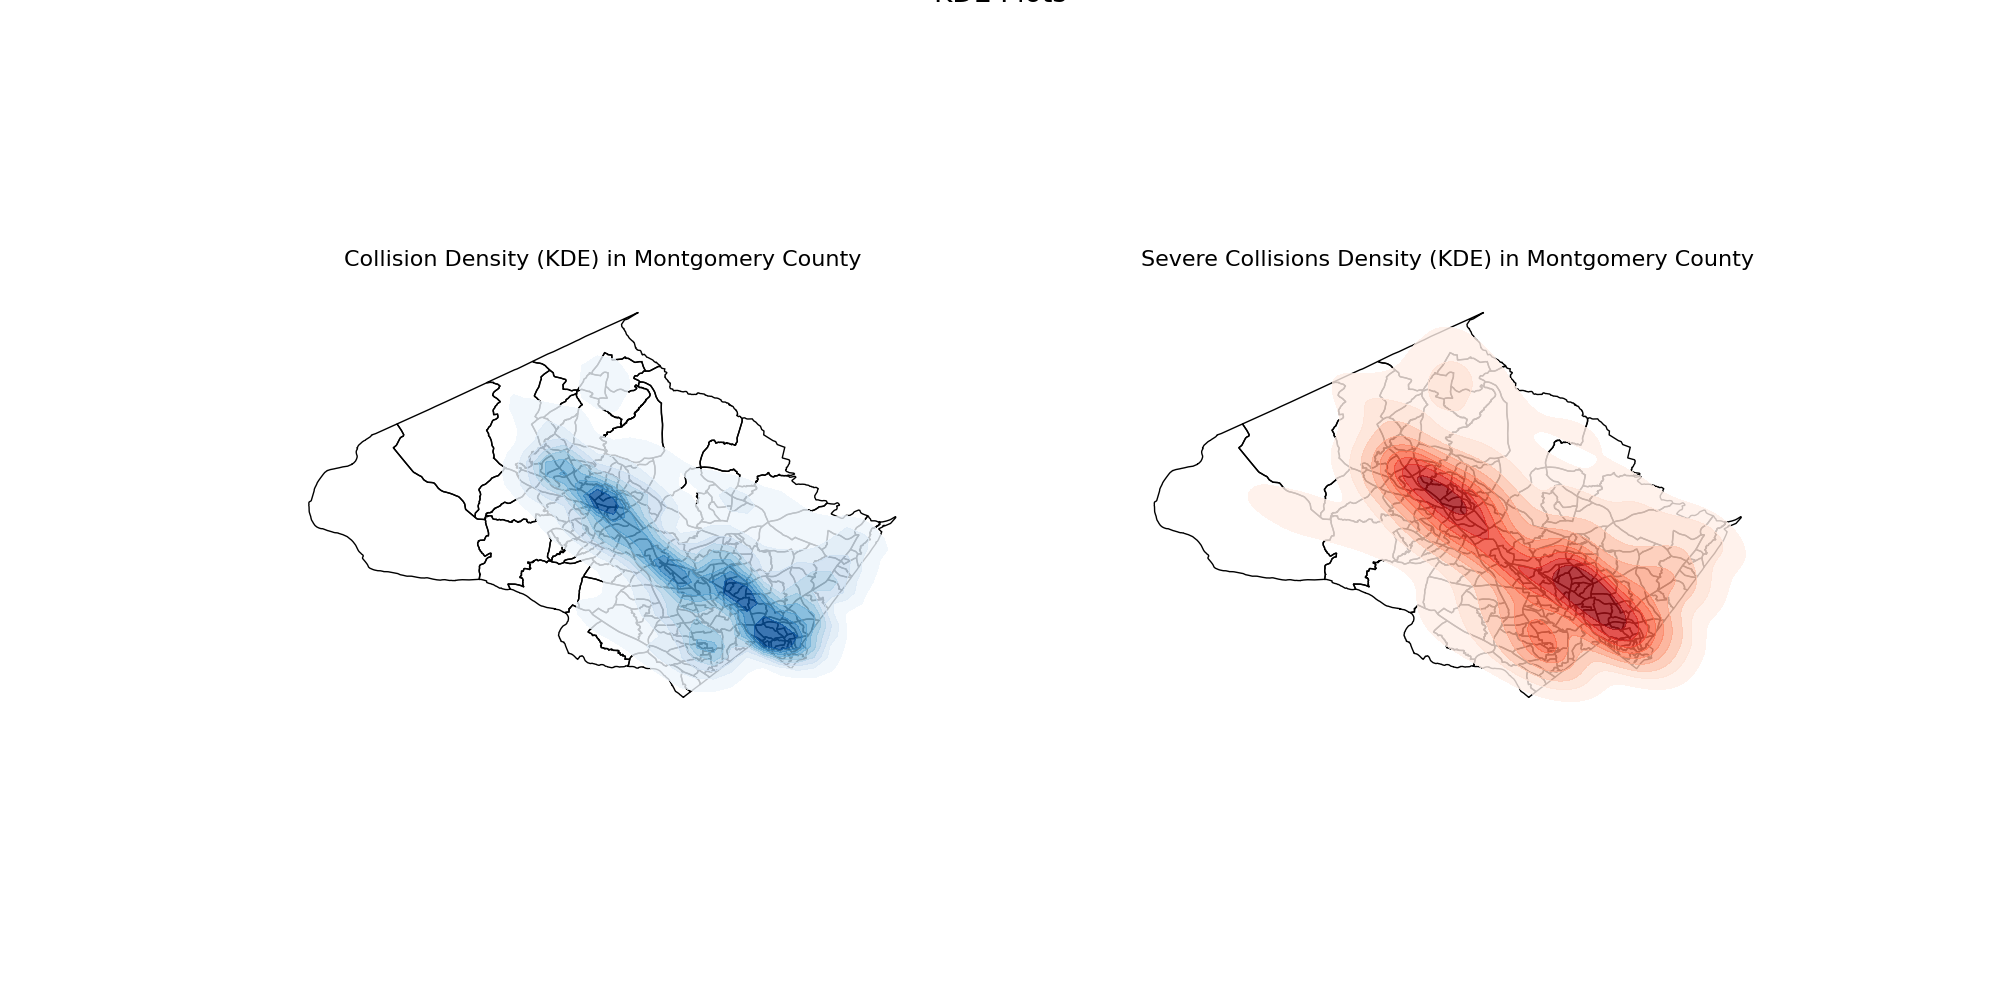 KDE Plots
Collision Density (KDE) in Montgomery County
Severe Collisions Density (KDE) in Montgomery County